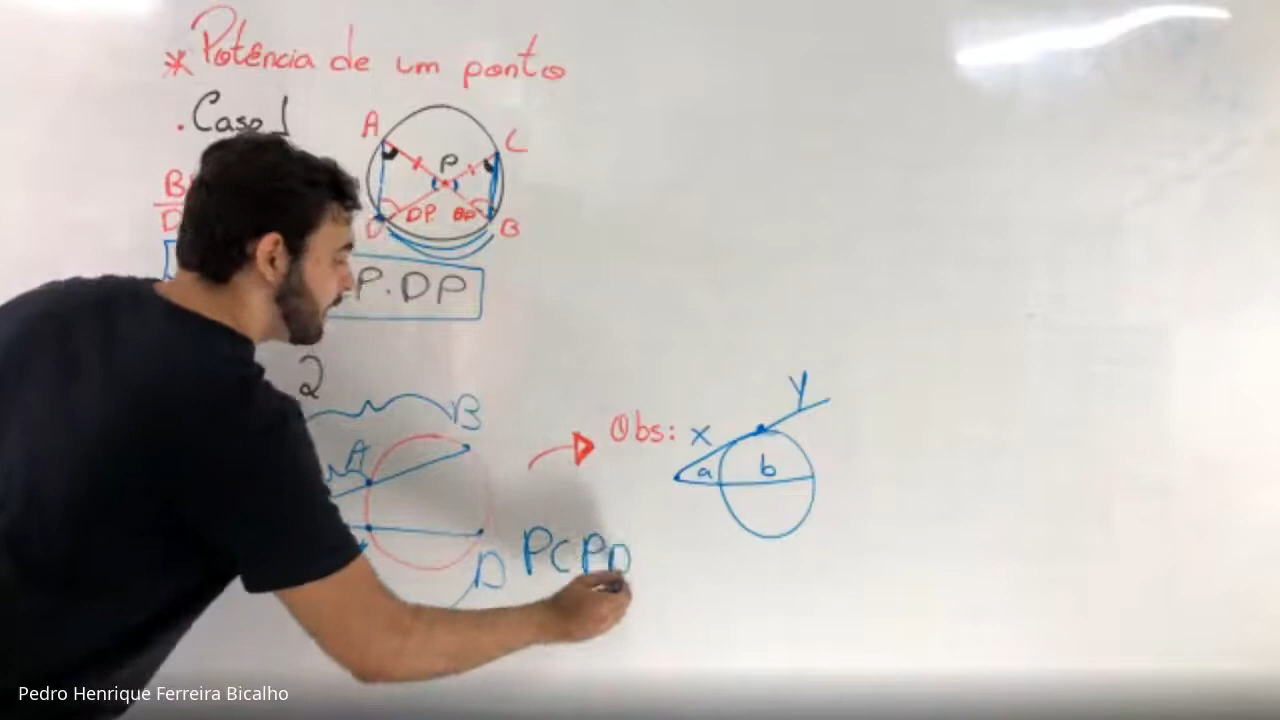 * Potência de um ponto
. Caso 1
A
C
P
DP
BP
D
B
B
D
P.DP
2
B
A
D
PC PD
Obs: x
y
a
b
Pedro Henrique Ferreira Bicalho